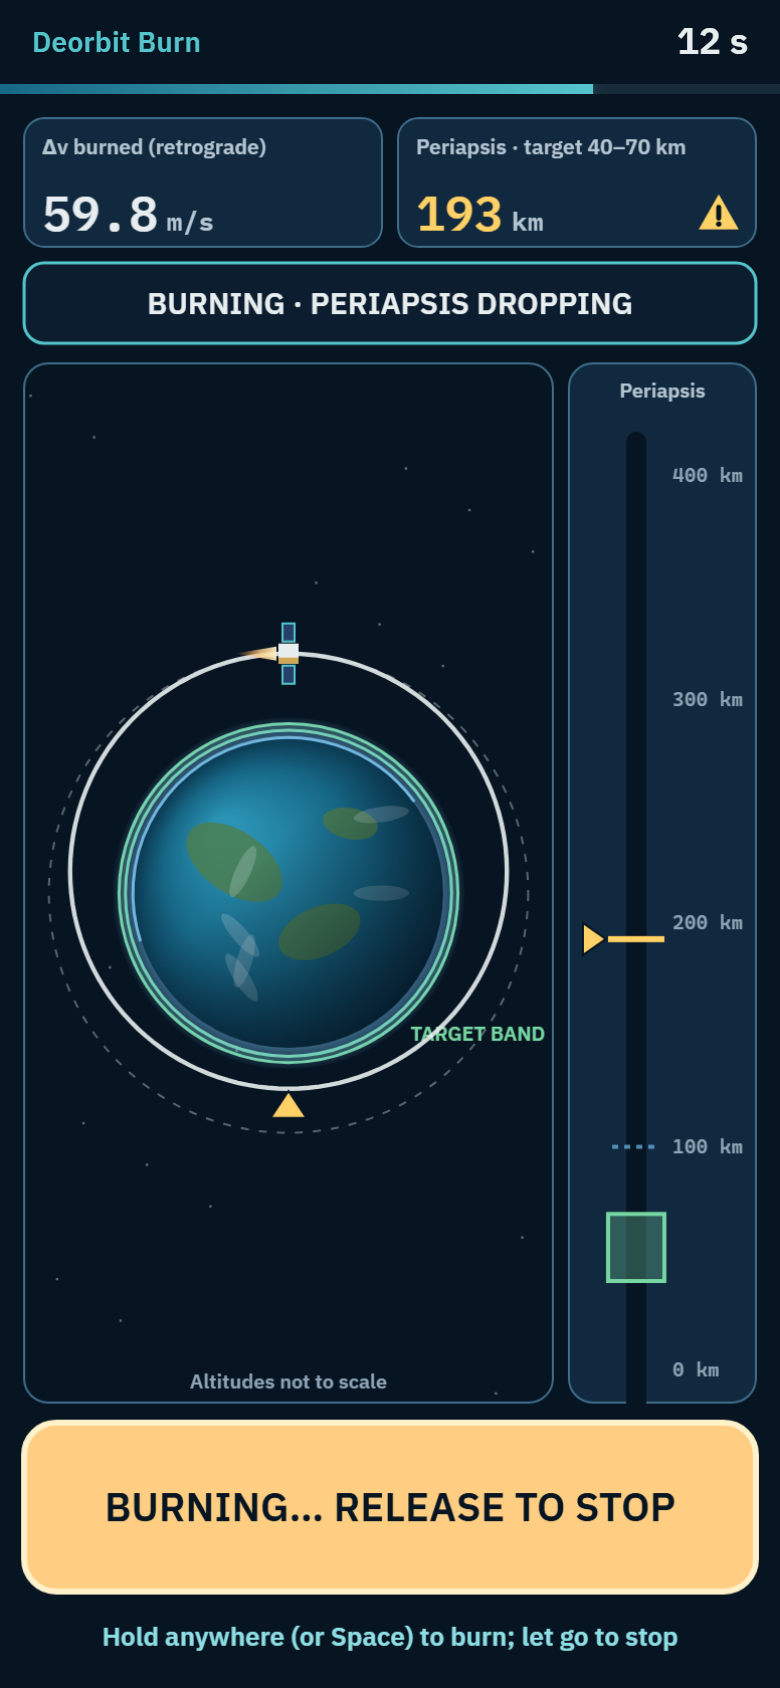 Deorbit Burn
12 s
Δv burned (retrograde)
59.8 m/s
Periapsis · target 40–70 km
193 km
BURNING · PERIAPSIS DROPPING
Periapsis
400 km
300 km
200 km
100 km
0 km
TARGET BAND
Altitudes not to scale
BURNING... RELEASE TO STOP
Hold anywhere (or Space) to burn; let go to stop